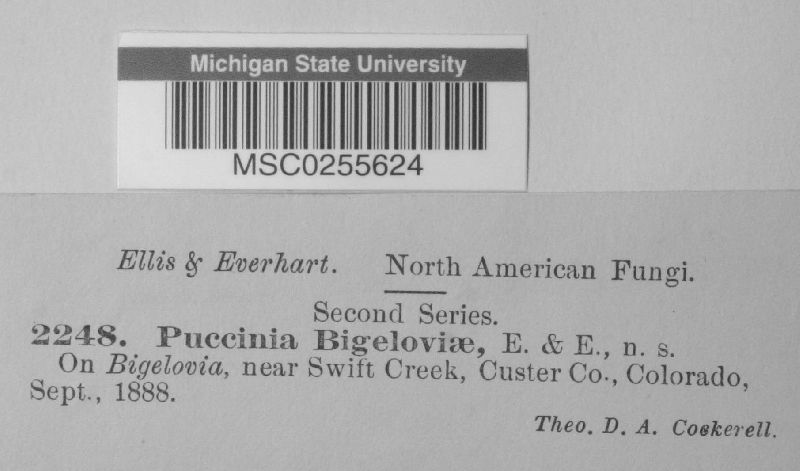 Michigan State University
MSC0255624
Ellis & Everhart. North American Fungi.
Second Series.
2248. Puccinia Bigeloviæ, E. & E., n. s.
On Bigelovia, near Swift Creek, Custer Co., Colorado,
Sept., 1888.
Theo. D. A. Cockerell.